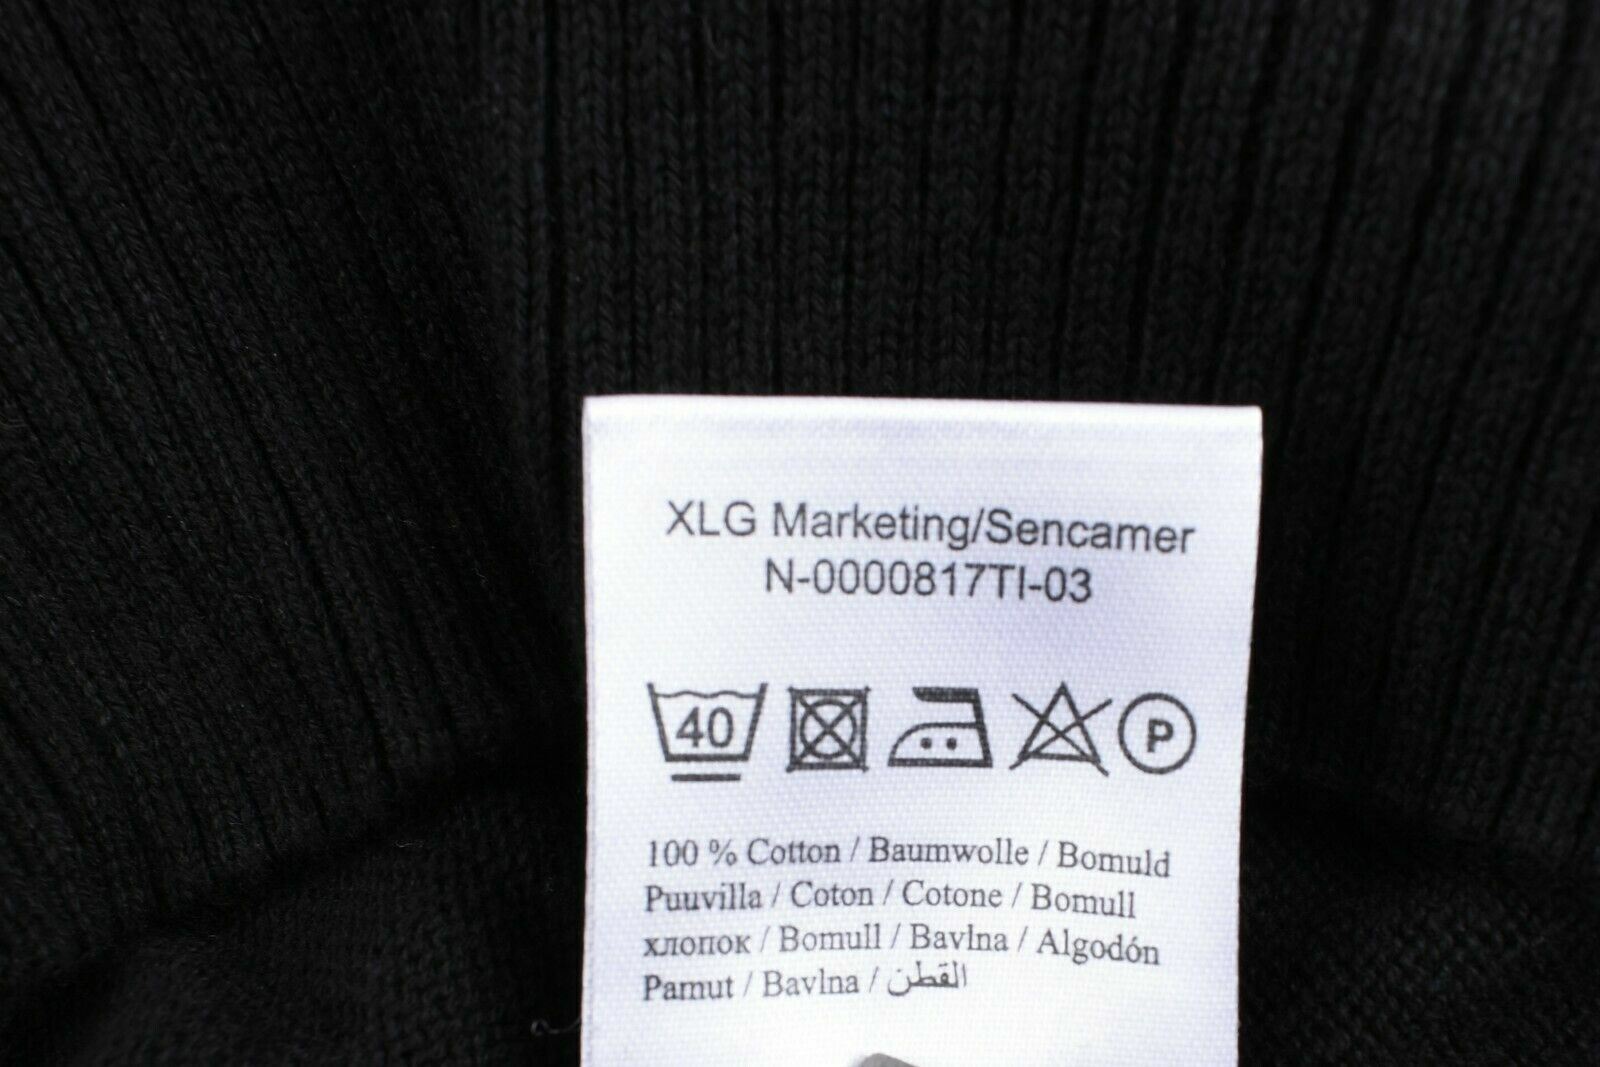 XLG Marketing/Sencamer
N-0000817TI-03
40 P
100 % Cotton / Baumwolle / Bomuld
Puuvilla / Coton / Cotone / Bomull
хлопок / Bomull / Bavlna / Algodón
Pamut / Bavlna / القطن